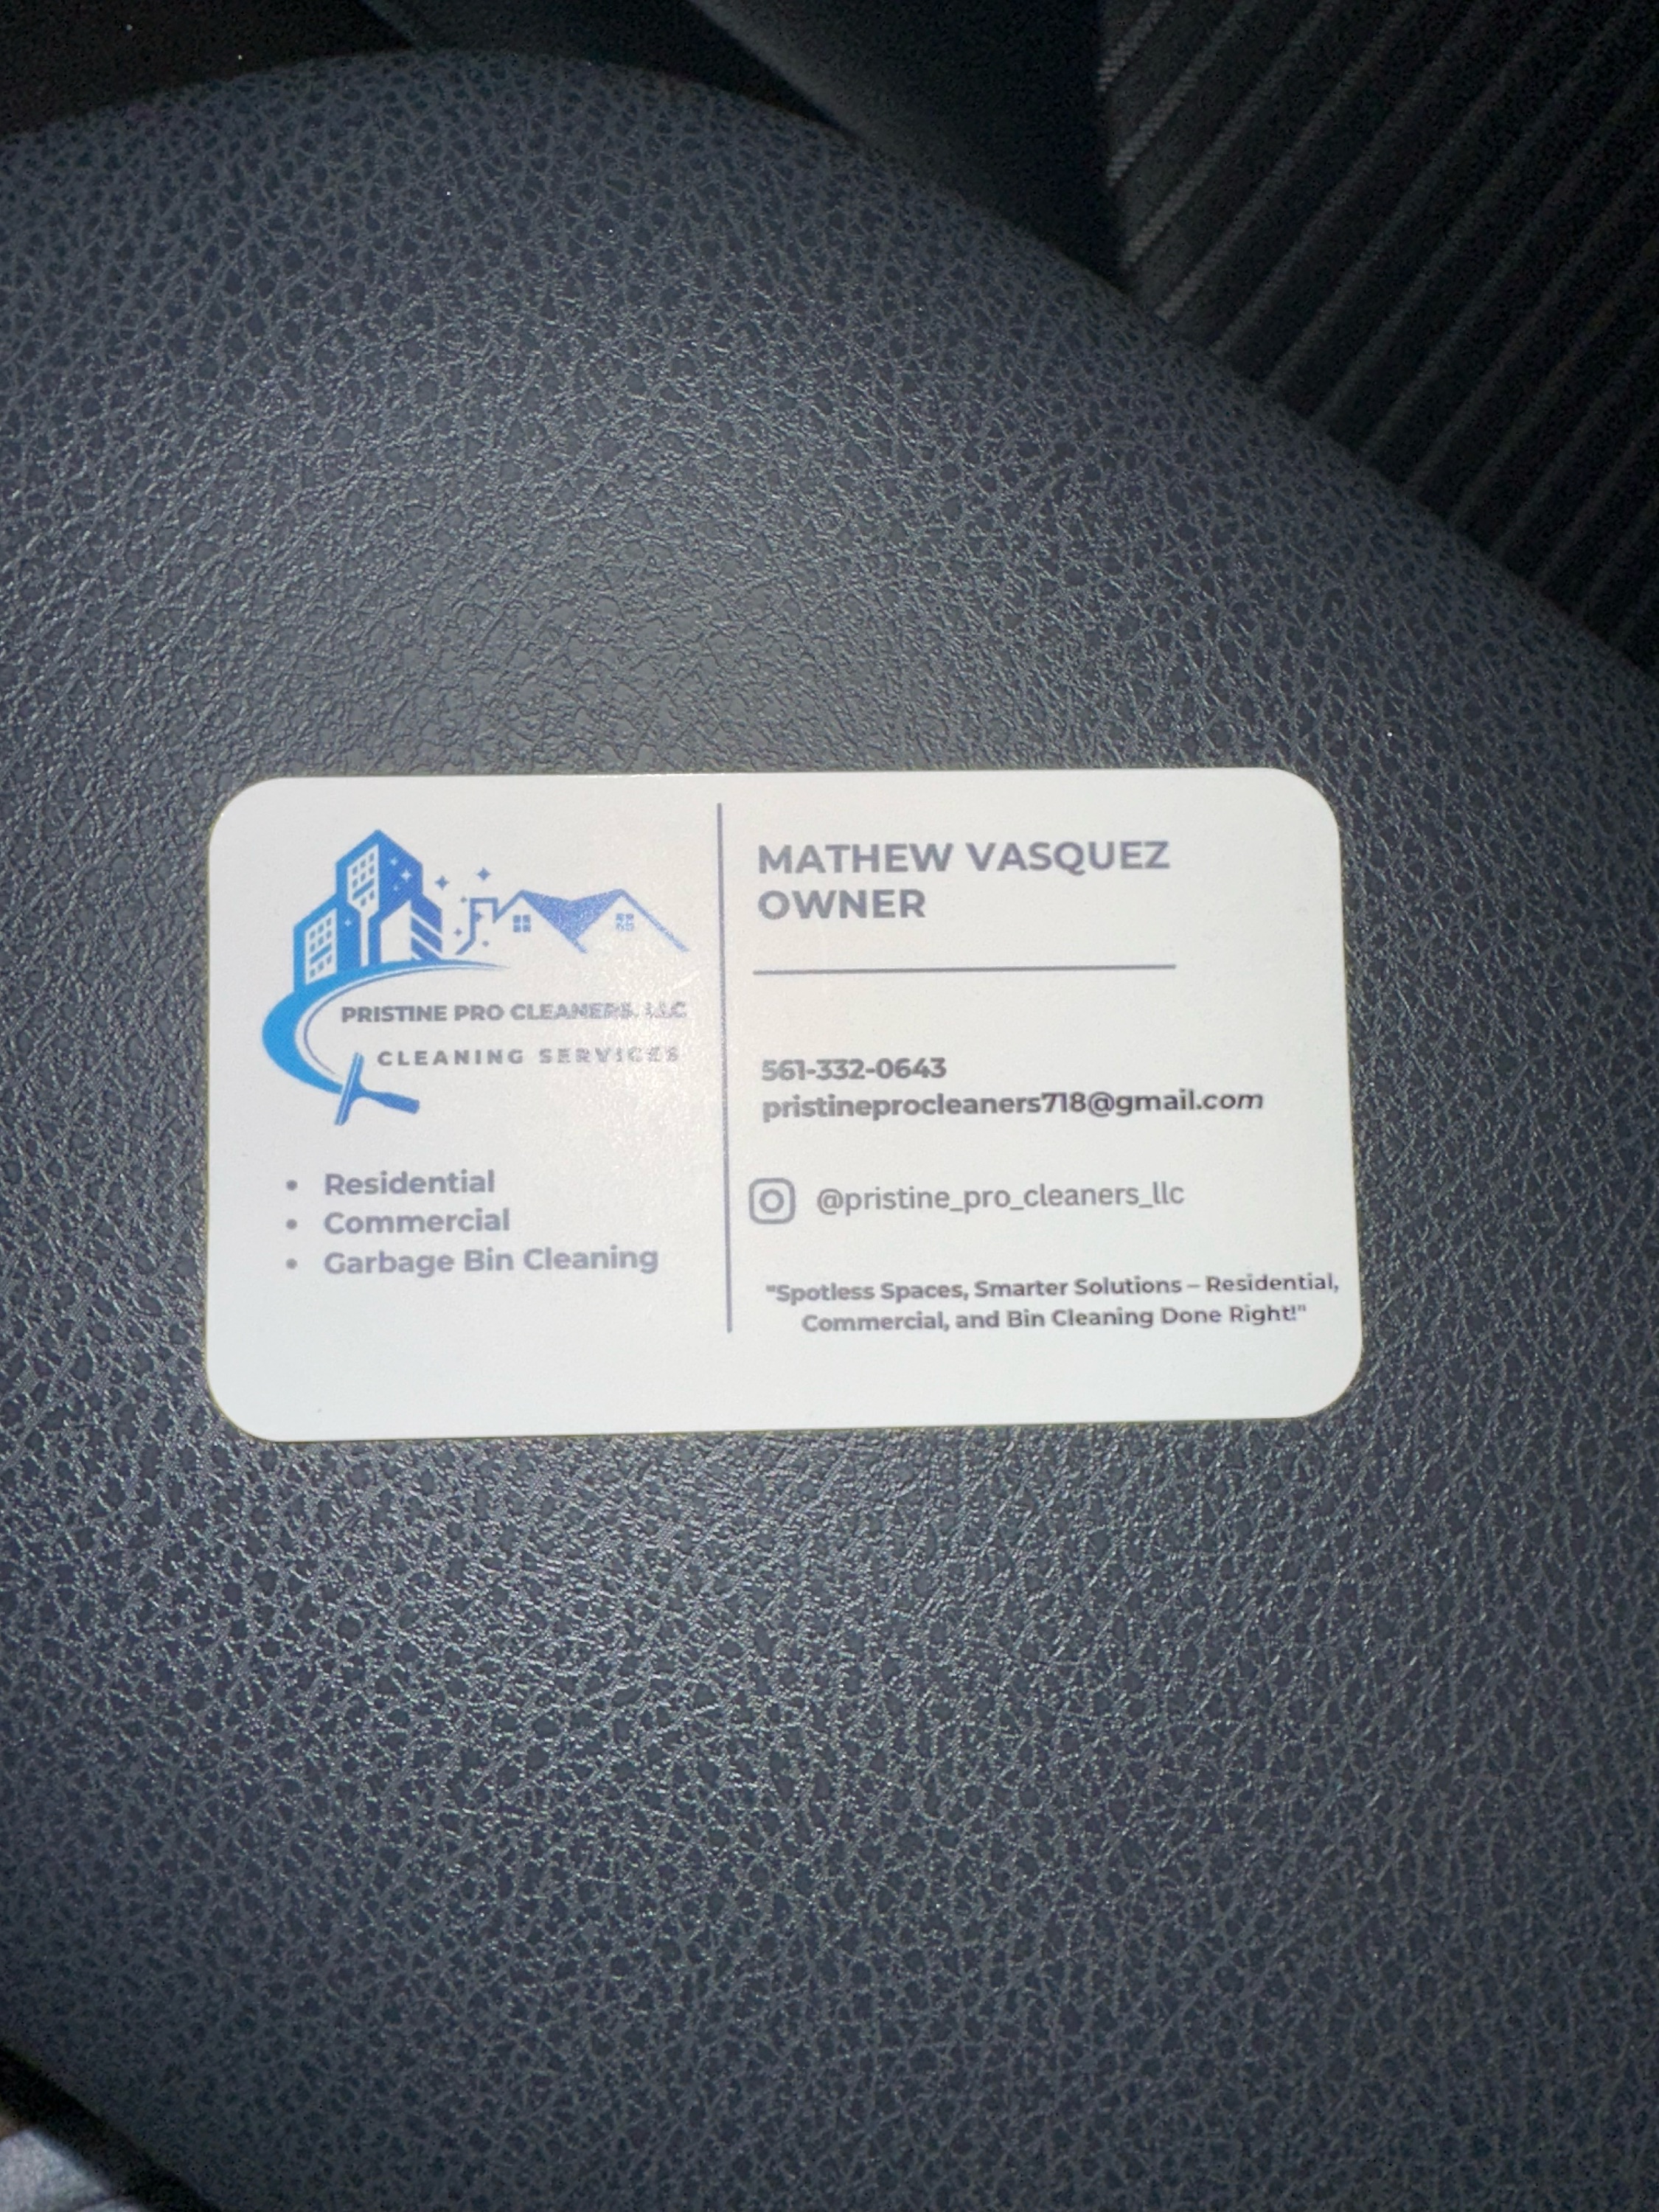 PRISTINE PRO CLEANERS, LLC
CLEANING SERVICES
• Residential
• Commercial
• Garbage Bin Cleaning
MATHEW VASQUEZ
OWNER
561-332-0643
pristineprocleaners718@gmail.com
@pristine_pro_cleaners_llc
"Spotless Spaces, Smarter Solutions – Residential,
Commercial, and Bin Cleaning Done Right!"